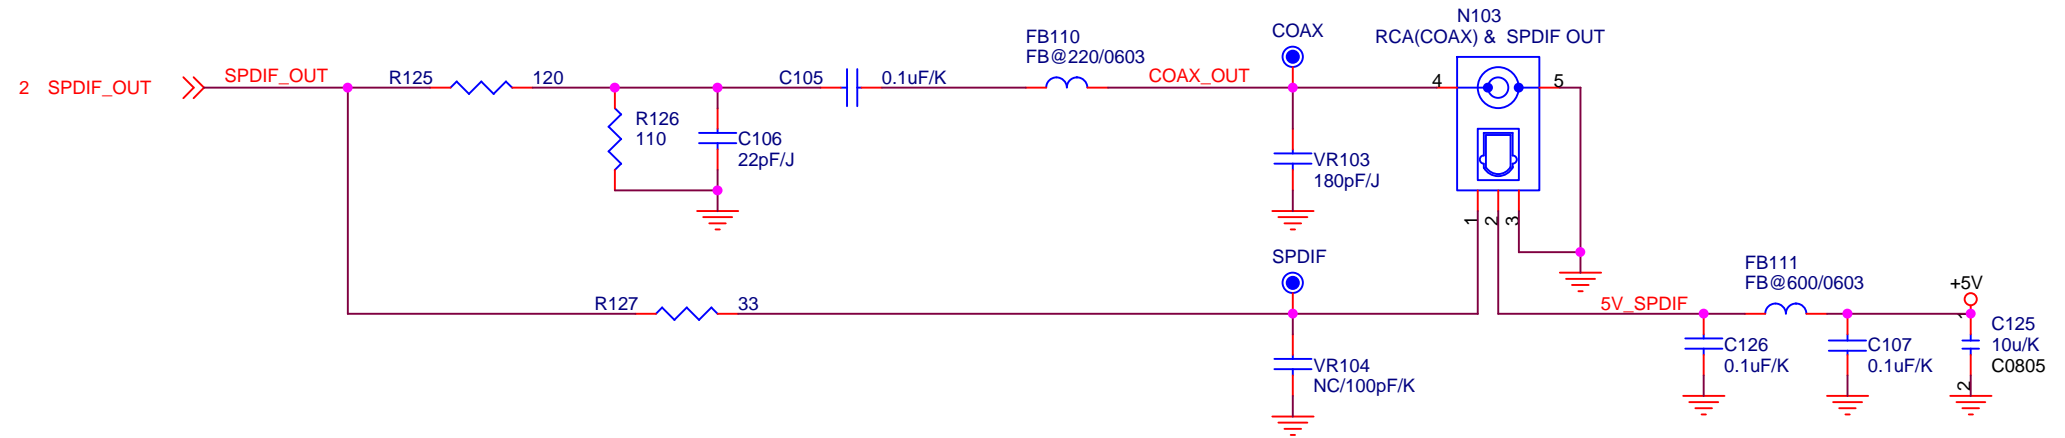 N103
RCA(COAX) & SPDIF OUT
COAX
FB110
FB@220/0603
2 SPDIF_OUT
SPDIF_OUT
R125
120
C105
0.1uF/K
COAX_OUT
4
5
R126
110
C106
22pF/J
VR103
180pF/J
1
2
3
SPDIF
FB111
FB@600/0603
+5V
R127
33
5V_SPDIF
1
C125
10u/K
C0805
2
C126
0.1uF/K
C107
0.1uF/K
VR104
NC/100pF/K